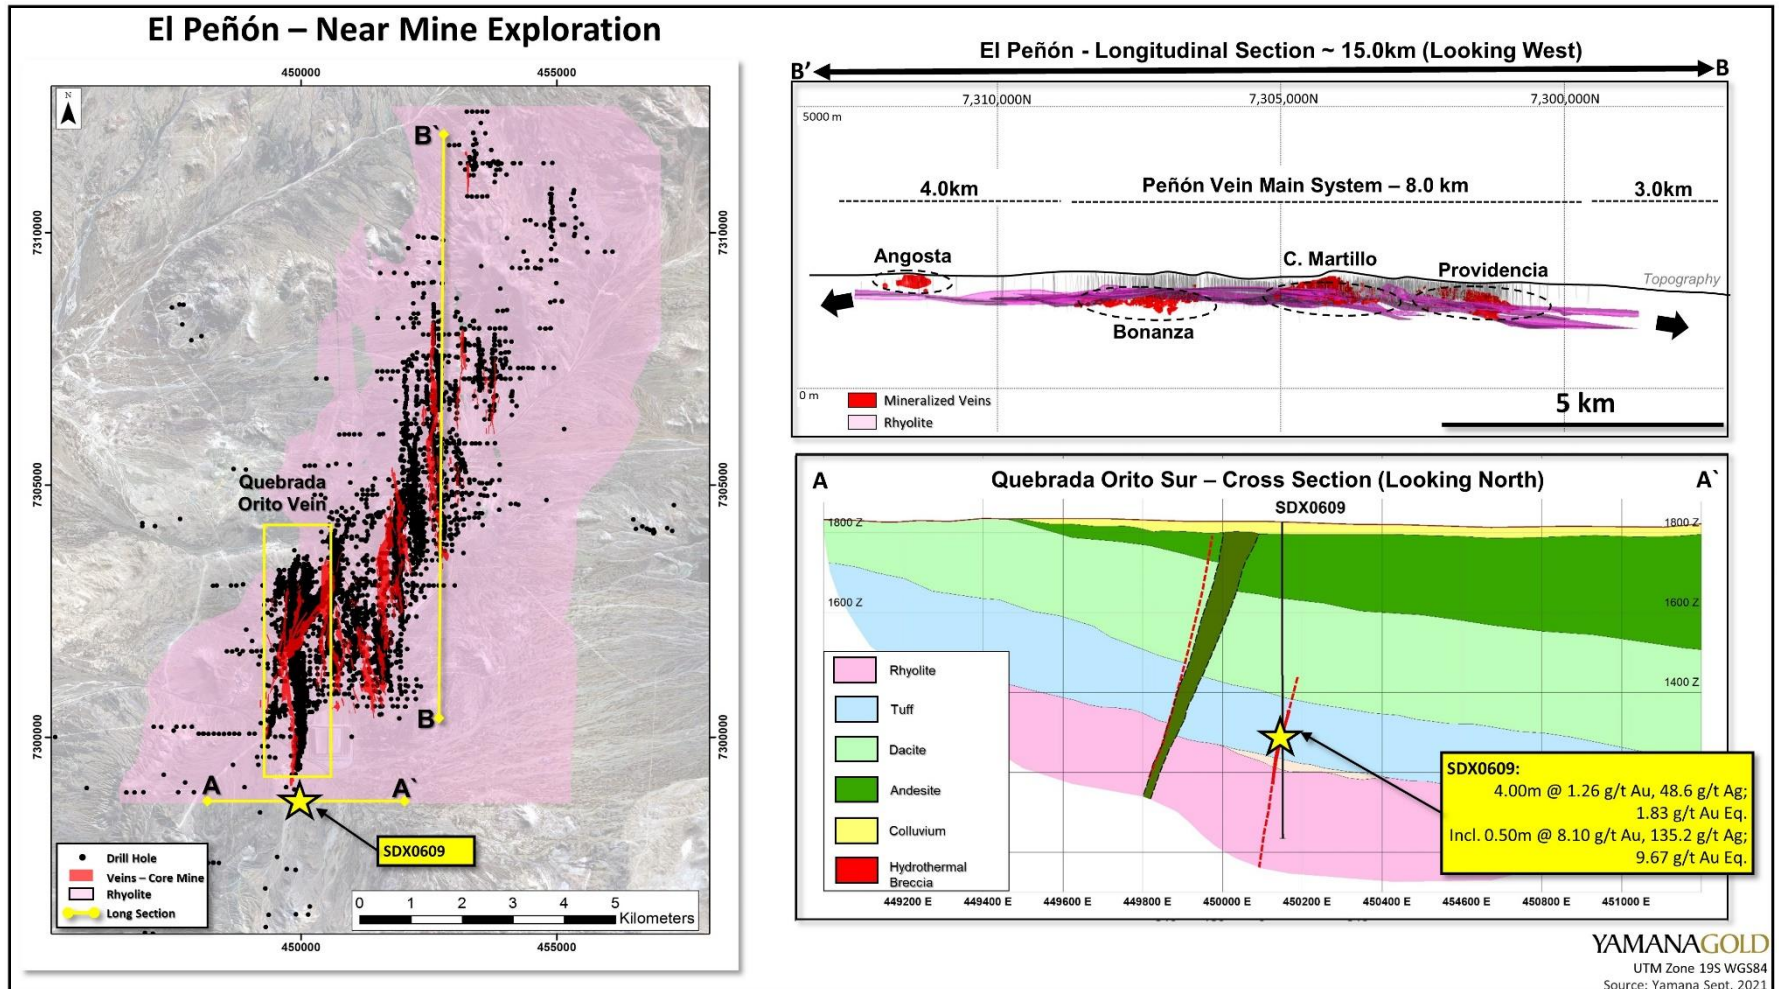 El Peñón – Near Mine Exploration
450000
455000
N
B`
7310000
7310000
Quebrada
Orito Vein
7305000
7305000
B
7300000
7300000
A
A`
SDX0609
Drill Hole
Veins – Core Mine
Rhyolite
Long Section
0 1 2 3 4 5
Kilometers
450000
455000
El Peñón - Longitudinal Section ~ 15.0km (Looking West)
B’
B
7,310,000N
7,305,000N
7,300,000N
5000 m
4.0km
Peñón Vein Main System – 8.0 km
3.0km
Angosta
C. Martillo
Providencia
Topography
Bonanza
0 m
Mineralized Veins
Rhyolite
5 km
A
Quebrada Orito Sur – Cross Section (Looking North)
A`
SDX0609
1800 Z
1800 Z
1600 Z
1600 Z
1400 Z
Rhyolite
Tuff
Dacite
Andesite
Colluvium
Hydrothermal
Breccia
SDX0609:
4.00m @ 1.26 g/t Au, 48.6 g/t Ag;
1.83 g/t Au Eq.
Incl. 0.50m @ 8.10 g/t Au, 135.2 g/t Ag;
9.67 g/t Au Eq.
449200 E
449400 E
449600 E
449800 E
450000 E
450200 E
450400 E
454600 E
450800 E
451000 E
YAMANAGOLD
UTM Zone 19S WGS84
Source: Yamana Sept. 2021